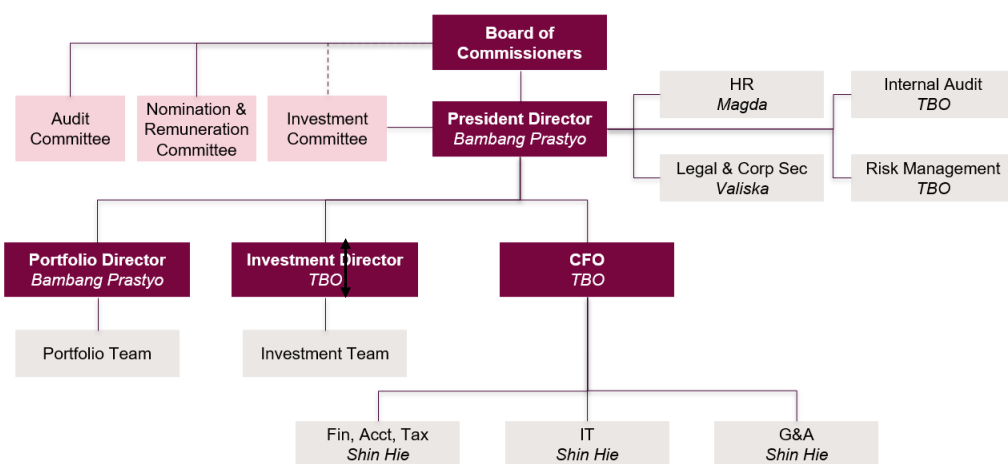 Board of
Commissioners
HR
Magda
Internal Audit
TBO
Audit
Committee
Nomination &
Remuneration
Committee
Investment
Committee
President Director
Bambang Prastyo
Legal & Corp Sec
Valiska
Risk Management
TBO
Portfolio Director
Bambang Prastyo
Investment Director
TBO
CFO
TBO
Portfolio Team
Investment Team
Fin, Acct, Tax
Shin Hie
IT
Shin Hie
G&A
Shin Hie